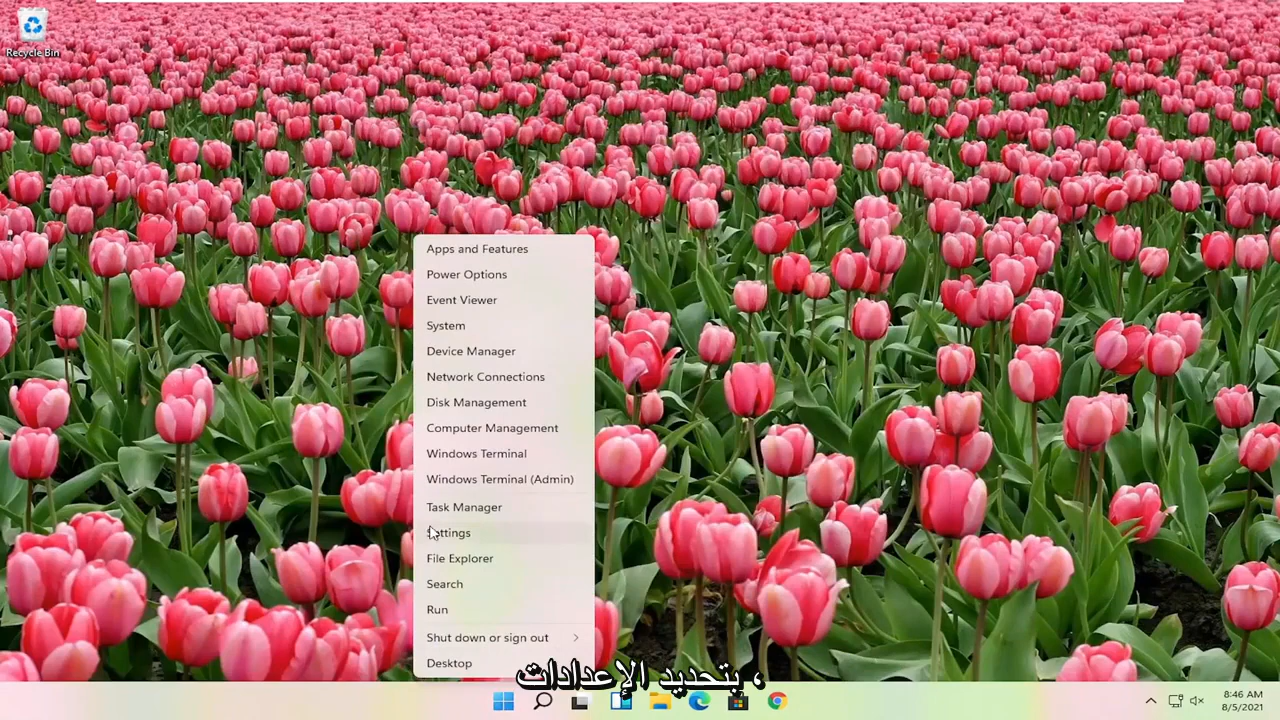 Recycle Bin
Apps and Features
Power Options
Event Viewer
System
Device Manager
Network Connections
Disk Management
Computer Management
Windows Terminal
Windows Terminal (Admin)
Task Manager
ttings
File Explorer
Search
Run
Shut down or sign out
Desktop
، بتحديد الإعدادات
8:46 AM
8/5/2021